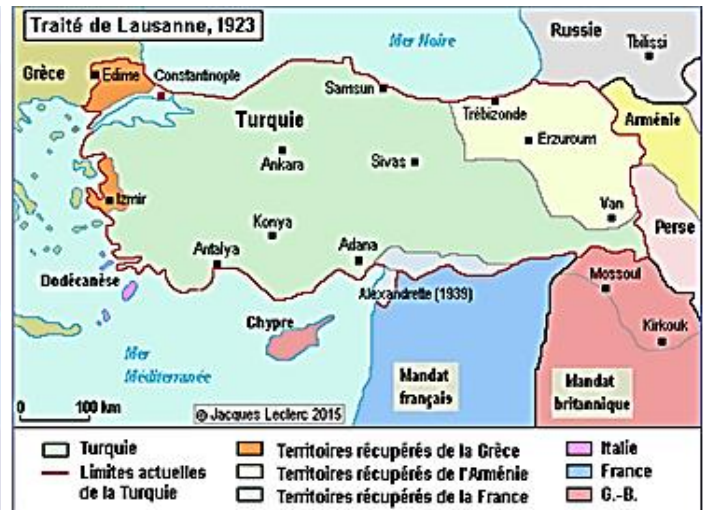 Traité de Lausanne, 1923
Mer Noire
Russie
Tbilissi
Grèce
Edirne
Constantinople
Samsun
Trébizonde
Arménie
Turquie
Erzuroum
Ankara
Sivas
Izmir
Van
Perse
Konya
Antalya
Adana
Mossoul
Dodécanèse
Alexandrette (1939)
Chypre
Kirkouk
Mer
Méditerranée
Mandat
français
Mandat
britannique
0 100 km
© Jacques Leclerc 2015
Turquie
Limites actuelles
de la Turquie
Territoires récupérés de la Grèce
Territoires récupérés de l'Arménie
Territoires récupérés de la France
Italie
France
G.-B.